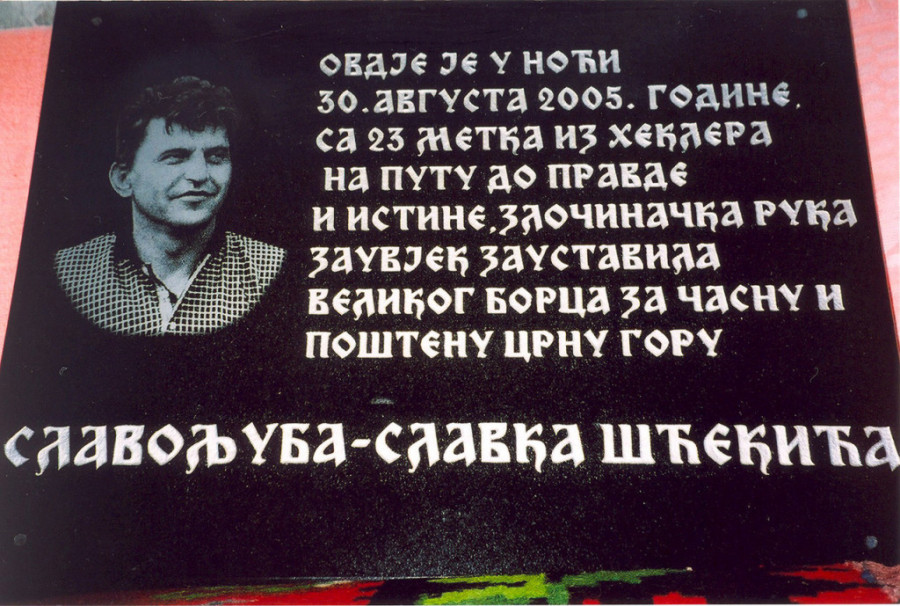 ОВДЈЕ ЈЕ У НОЋИ
30. АВГУСТА 2005. ГОДИНЕ,
СА 23 МЕТКА ИЗ ХЕКЛЕРА
НА ПУТУ ДО ПРАВДЕ
И ИСТИНЕ, ЗЛОЧИНАЧКА РУКА
ЗАУВЈЕК ЗАУСТАВИЛА
ВЕЛИКОГ БОРЦА ЗА ЧАСНУ И
ПОШТЕНУ ЦРНУ ГОРУ
СЛАВОЉУБА-СЛАВКА ШЋЕКИЋА